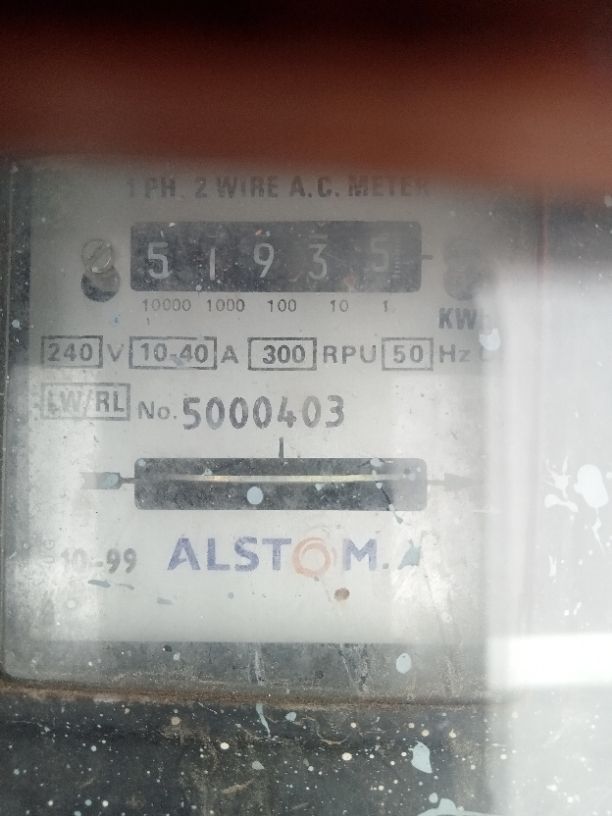 1 PH. 2 WIRE A.C. METER
5 1 9 3 5
10000 1000 100 10 1
KWh
240 V 10-40 A 300 RPU 50 Hz
LW/RL No. 5000403
10-99 ALSTOM